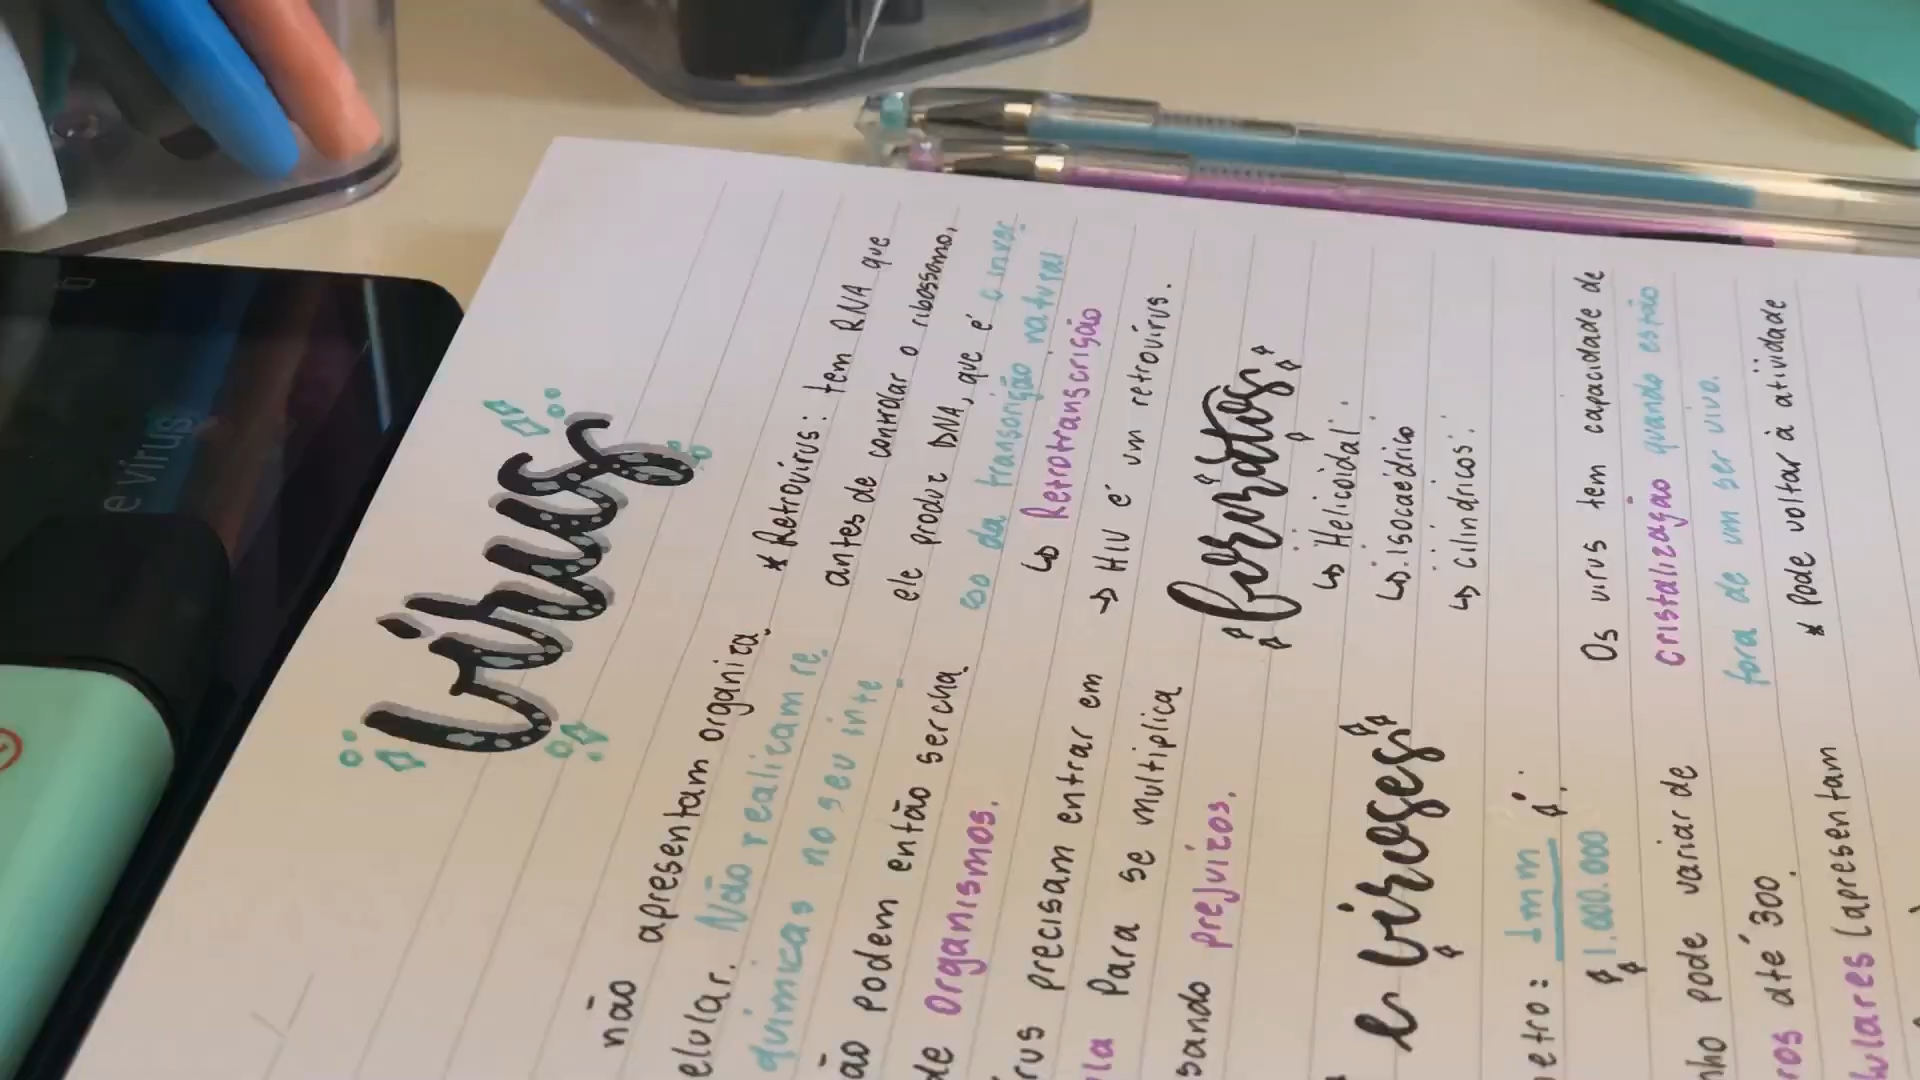 vírus
não apresentam organiza
elular. Não realizam re
químicas no seu inte
ão podem então ser cha
de organismos.
rus precisam entrar em
la para se multiplica
sando prejuízos.
e viroses
etro: 1mm
1.000.000
nho pode variar de
ros até 300.
lulares (apresentam
* Retrovírus: tem RNA que
antes de controlar o ribossomo,
ele produz DNA, que é o inver
so da transcrição natural
↳ Retrotranscrição
→ HIV é um retrovírus.
formatos
↳ Helicoidal
↳ isocaédrico
↳ cilíndricos
Os vírus tem capacidade de
cristalização quando estão
fora de um ser vivo.
* Pode voltar à atividade
e vírus